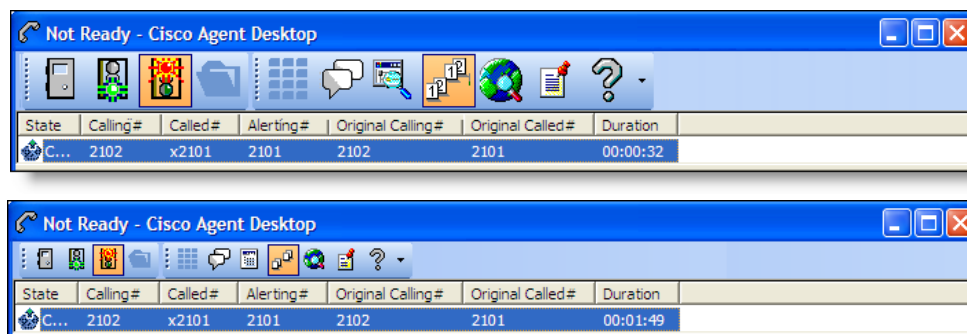 Not Ready - Cisco Agent Desktop
State Calling# Called# Alerting# Original Calling# Original Called# Duration
C... 2102 x2101 2101 2102 2101 00:00:32
Not Ready - Cisco Agent Desktop
State Calling# Called# Alerting# Original Calling# Original Called# Duration
C... 2102 x2101 2101 2102 2101 00:01:49